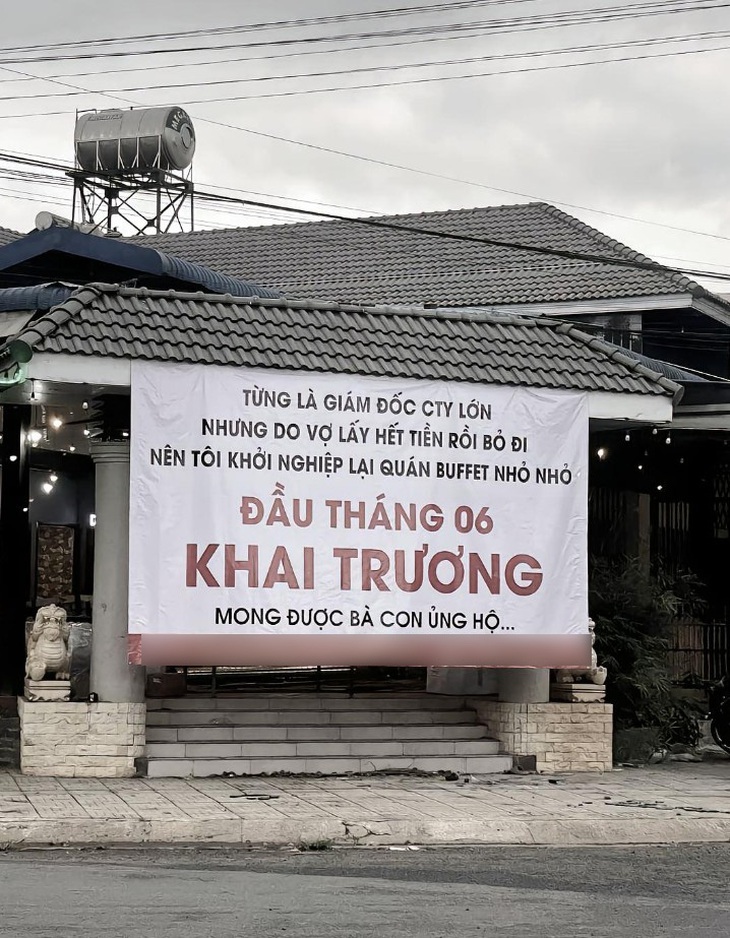 TỪNG LÀ GIÁM ĐỐC CTY LỚN
NHƯNG DO VỢ LẤY HẾT TIỀN RỒI BỎ ĐI
NÊN TÔI KHỞI NGHIỆP LẠI QUÁN BUFFET NHỎ NHỎ
ĐẦU THÁNG 06
KHAI TRƯƠNG
MONG ĐƯỢC BÀ CON ỦNG HỘ...